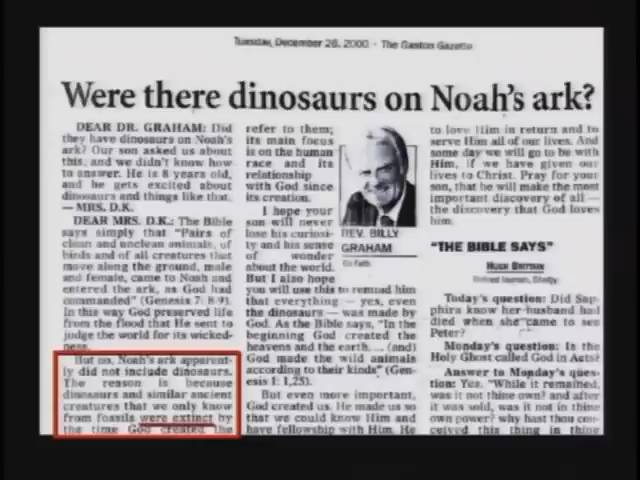 Tuesday, December 26, 2000 · The Gaston Gazette
Were there dinosaurs on Noah's ark?
DEAR DR. GRAHAM: Did
they have dinosaurs on Noah's
ark? Our son asked us about
this, and we didn't know how
to answer. He is 8 years old,
and he gets excited about
dinosaurs and things like that.
— MRS. D.K.
DEAR MRS. D.K.: The Bible
says simply that "Pairs of
clean and unclean animals, of
birds and of all creatures that
move along the ground, male
and female, came to Noah and
entered the ark, as God had
commanded" (Genesis 7: 8-9).
In this way God preserved life
from the flood that He sent to
judge the world for its wicked-
ness.
But no, Noah's ark apparent-
ly did not include dinosaurs.
The reason is because
dinosaurs and similar ancient
creatures that we only know
from fossils were extinct by
the time God created the
refer to them;
its main focus
is on the human
race and its
relationship
with God since
its creation.
I hope your
son will never
lose his curiosi-
ty and his sense
of wonder
about the world.
But I also hope
you will use this to remind him
that everything — yes, even
the dinosaurs — was made by
God. As the Bible says, "In the
beginning God created the
heavens and the earth. ... (and)
God made the wild animals
according to their kinds" (Gen-
esis 1: 1,25).
But even more important,
God created us. He made us so
that we could know Him and
have fellowship with Him. He
REV. BILLY
GRAHAM
On Faith
to love Him in return and to
serve Him all of our lives. And
some day we will go to be with
Him, if we have given our
lives to Christ. Pray for your
son, that he will make the most
important discovery of all —
the discovery that God loves
him.
"THE BIBLE SAYS"
HUGH
Today's question: Did Sap-
phira know her husband had
died when she came to see
Peter?
Monday's question: Is the
Holy Ghost called God in Acts?
Answer to Monday's ques-
tion: Yes. "While it remained,
was it not thine own? and after
it was sold, was it not in thine
own power? why hast thou con-
ceived this thing in thine